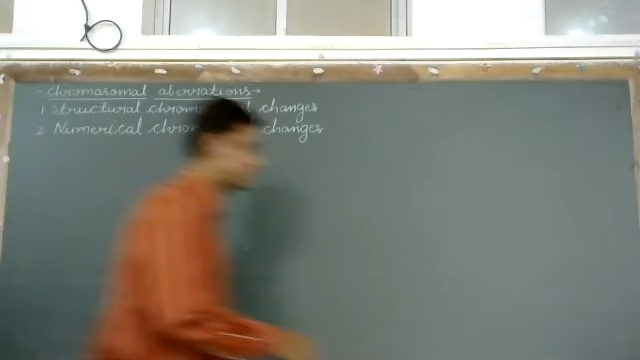 - Chromosomal aberrations →
1. Structural chrom l changes
2. Numerical chrom changes